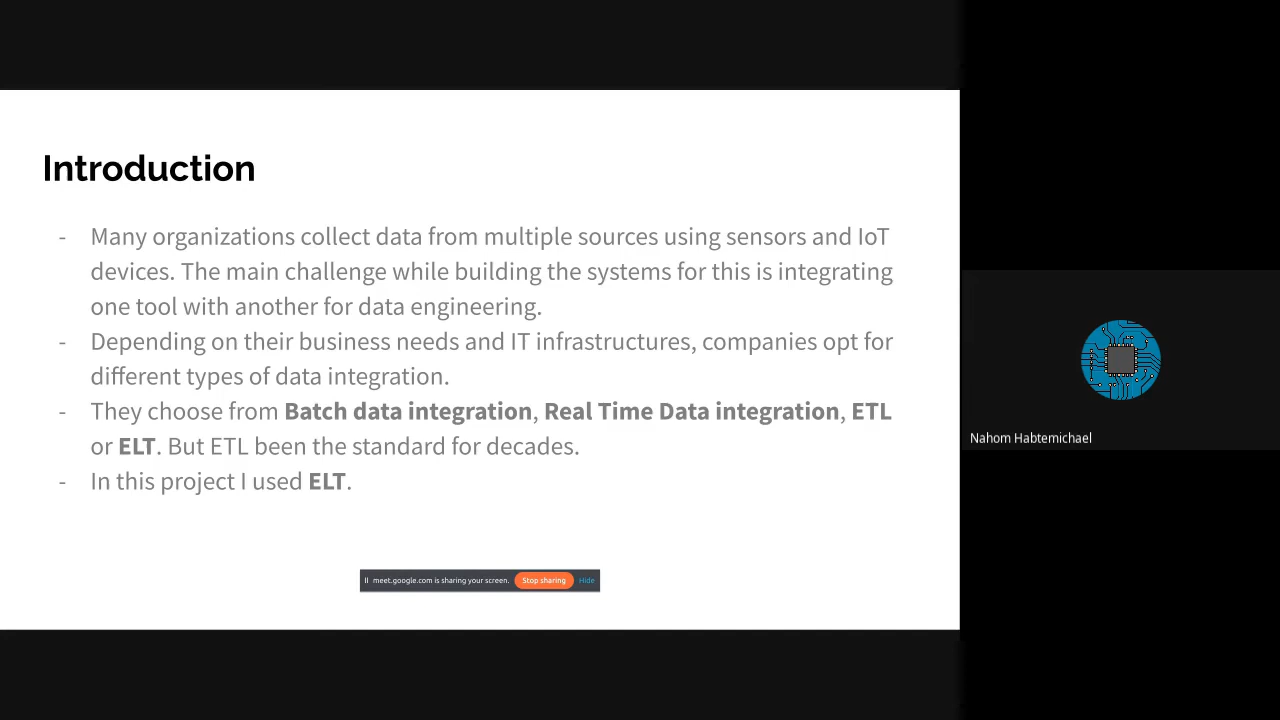 Introduction
- Many organizations collect data from multiple sources using sensors and IoT
devices. The main challenge while building the systems for this is integrating
one tool with another for data engineering.
- Depending on their business needs and IT infrastructures, companies opt for
different types of data integration.
- They choose from Batch data integration, Real Time Data integration, ETL
or ELT. But ETL been the standard for decades.
- In this project I used ELT.
meet.google.com is sharing your screen. Stop sharing Hide
Nahom Habtemichael